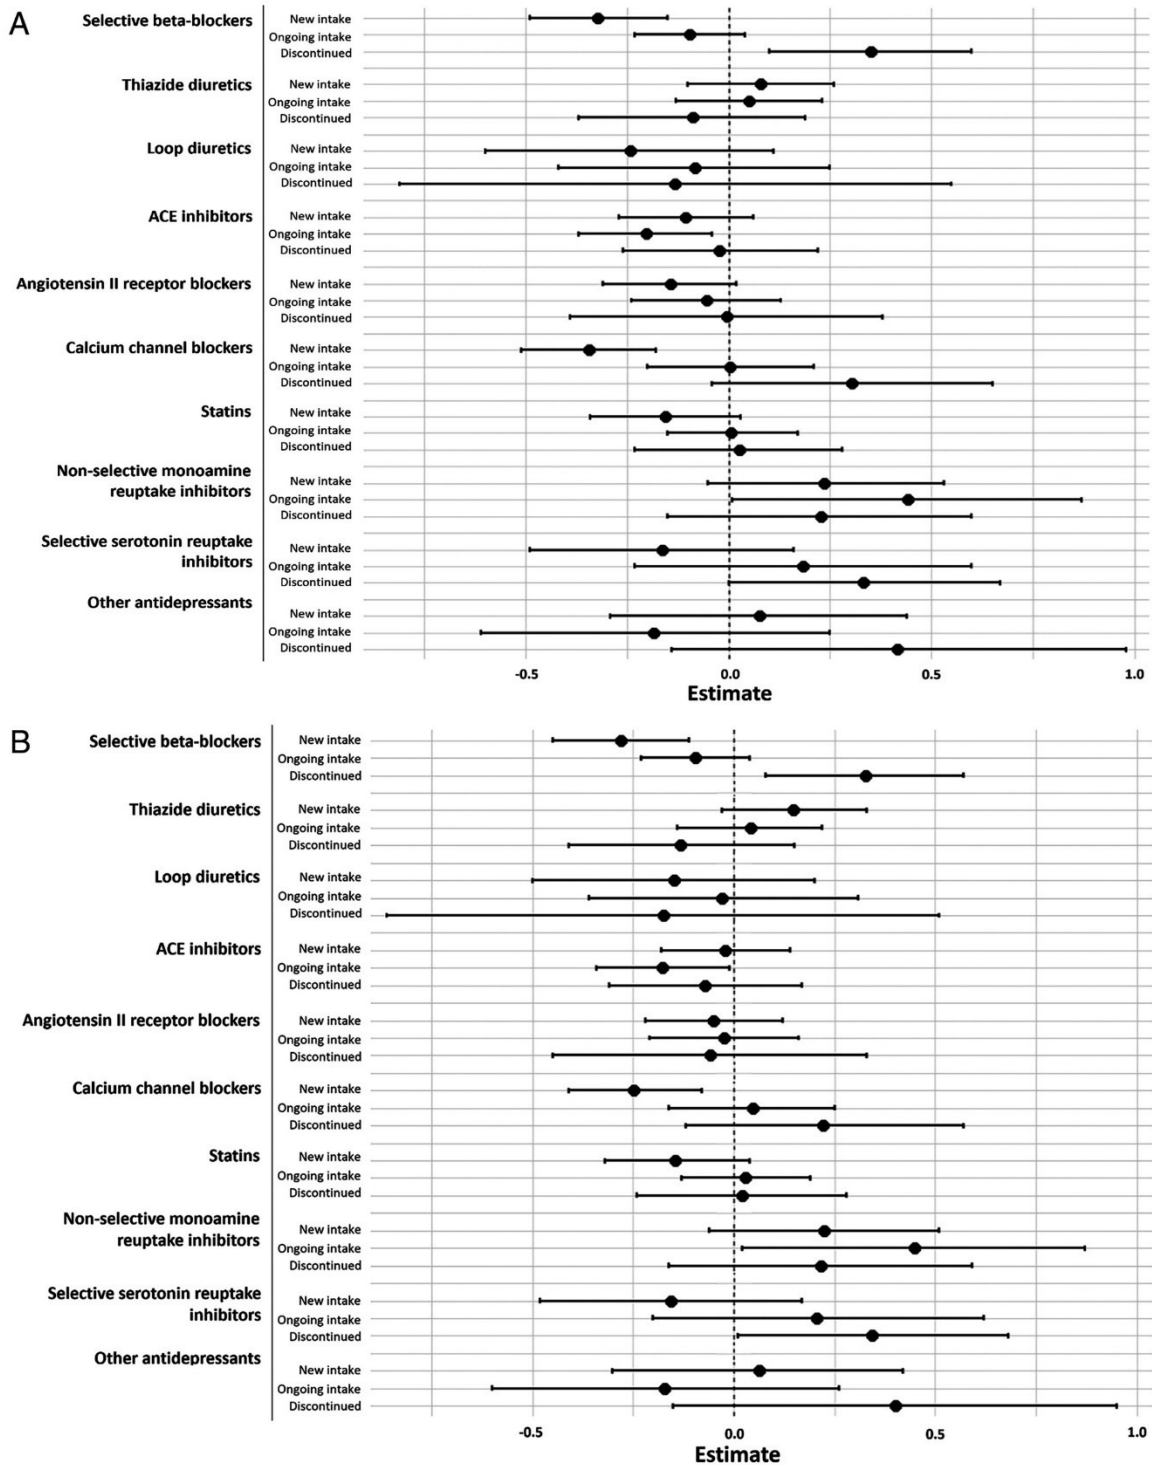 A
Selective beta-blockers
New intake
Ongoing intake
Discontinued
Thiazide diuretics
New intake
Ongoing intake
Discontinued
Loop diuretics
New intake
Ongoing intake
Discontinued
ACE inhibitors
New intake
Ongoing intake
Discontinued
Angiotensin II receptor blockers
New intake
Ongoing intake
Discontinued
Calcium channel blockers
New intake
Ongoing intake
Discontinued
Statins
New intake
Ongoing intake
Discontinued
Non-selective monoamine
reuptake inhibitors
New intake
Ongoing intake
Discontinued
Selective serotonin reuptake
inhibitors
New intake
Ongoing intake
Discontinued
Other antidepressants
New intake
Ongoing intake
Discontinued
-0.5 0.0 0.5 1.0
Estimate
B
Selective beta-blockers
New intake
Ongoing intake
Discontinued
Thiazide diuretics
New intake
Ongoing intake
Discontinued
Loop diuretics
New intake
Ongoing intake
Discontinued
ACE inhibitors
New intake
Ongoing intake
Discontinued
Angiotensin II receptor blockers
New intake
Ongoing intake
Discontinued
Calcium channel blockers
New intake
Ongoing intake
Discontinued
Statins
New intake
Ongoing intake
Discontinued
Non-selective monoamine
reuptake inhibitors
New intake
Ongoing intake
Discontinued
Selective serotonin reuptake
inhibitors
New intake
Ongoing intake
Discontinued
Other antidepressants
New intake
Ongoing intake
Discontinued
-0.5 0.0 0.5 1.0
Estimate